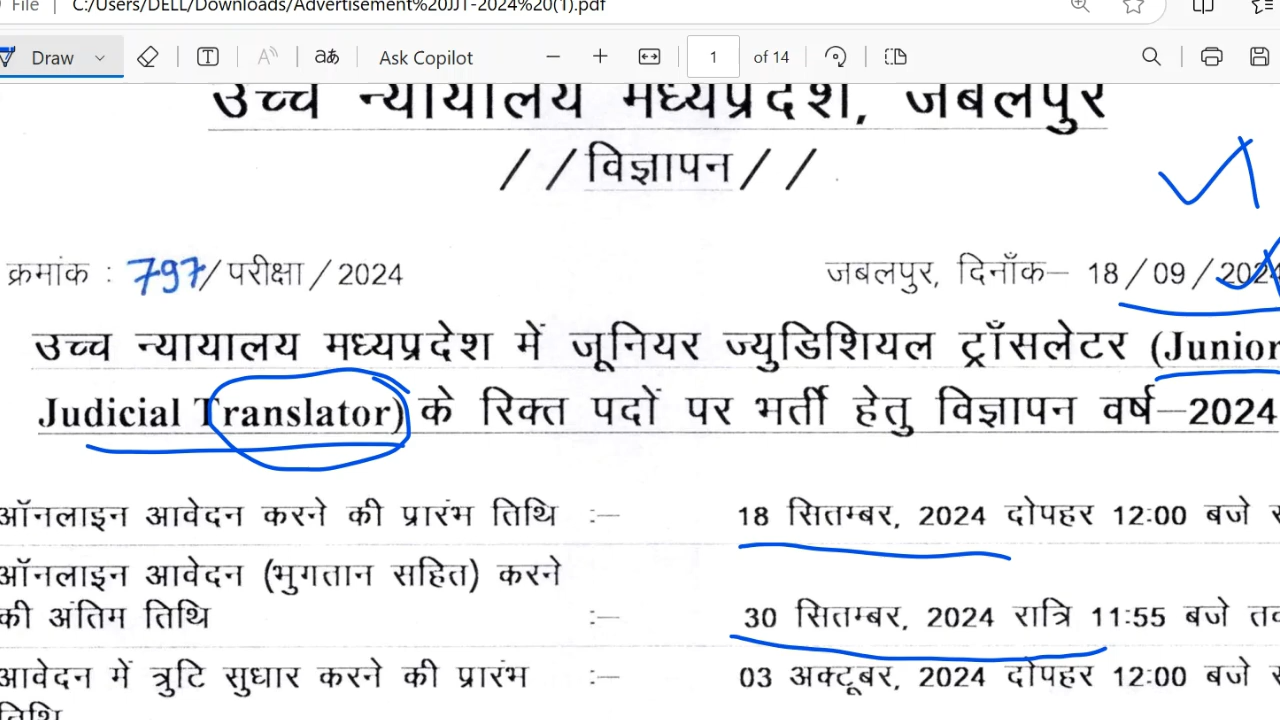 File C:/Users/DELL/Downloads/Advertisement%20JJT-2024%20(1).pdf
Draw aあ Ask Copilot 1 of 14
उच्च न्यायालय मध्यप्रदेश, जबलपुर
//विज्ञापन//
क्रमांक : 797/परीक्षा/2024 जबलपुर, दिनाँक– 18/09/2024
उच्च न्यायालय मध्यप्रदेश में जूनियर ज्युडिशियल ट्राँसलेटर (Junior
Judicial Translator) के रिक्त पदों पर भर्ती हेतु विज्ञापन वर्ष–2024
ऑनलाइन आवेदन करने की प्रारंभ तिथि :– 18 सितम्बर, 2024 दोपहर 12:00 बजे
ऑनलाइन आवेदन (भुगतान सहित) करने
की अंतिम तिथि :– 30 सितम्बर, 2024 रात्रि 11:55 बजे
आवेदन में त्रुटि सुधार करने की प्रारंभ :– 03 अक्टूबर, 2024 दोपहर 12:00 बजे
तिथि